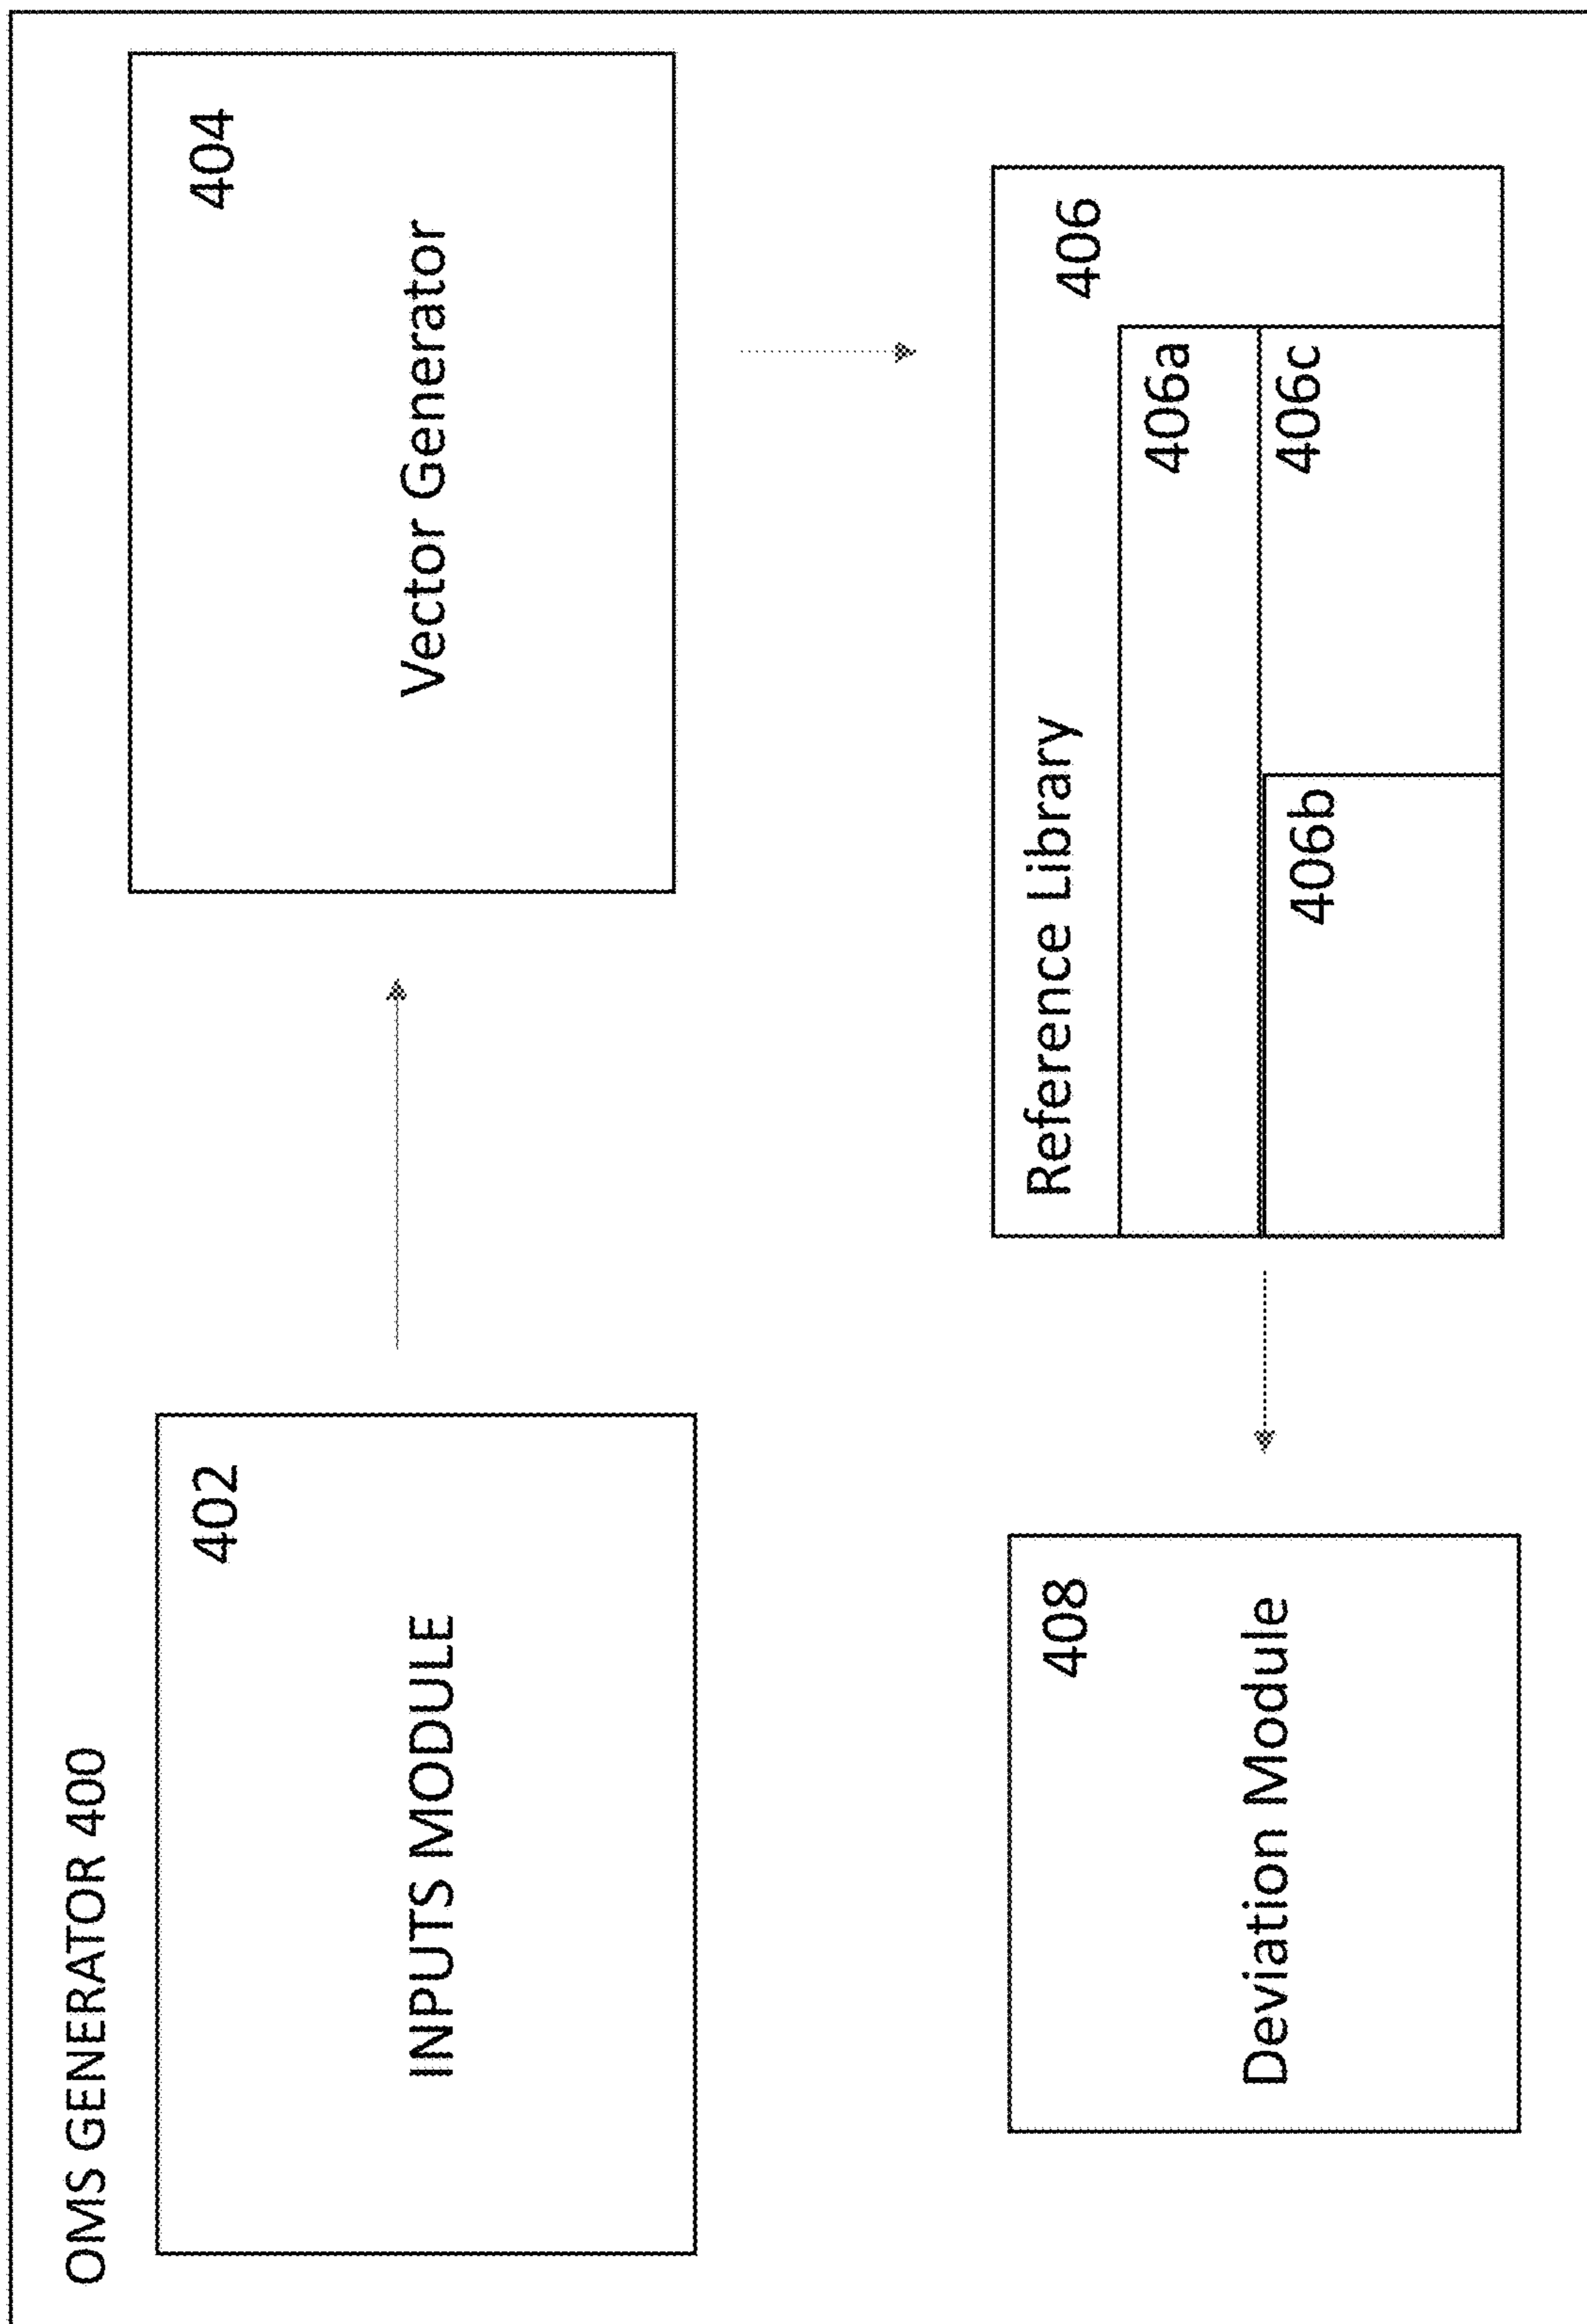 OMS GENERATOR 400
402
INPUTS MODULE
404
Vector Generator
Reference Library
406
406a
406b
406c
408
Deviation Module